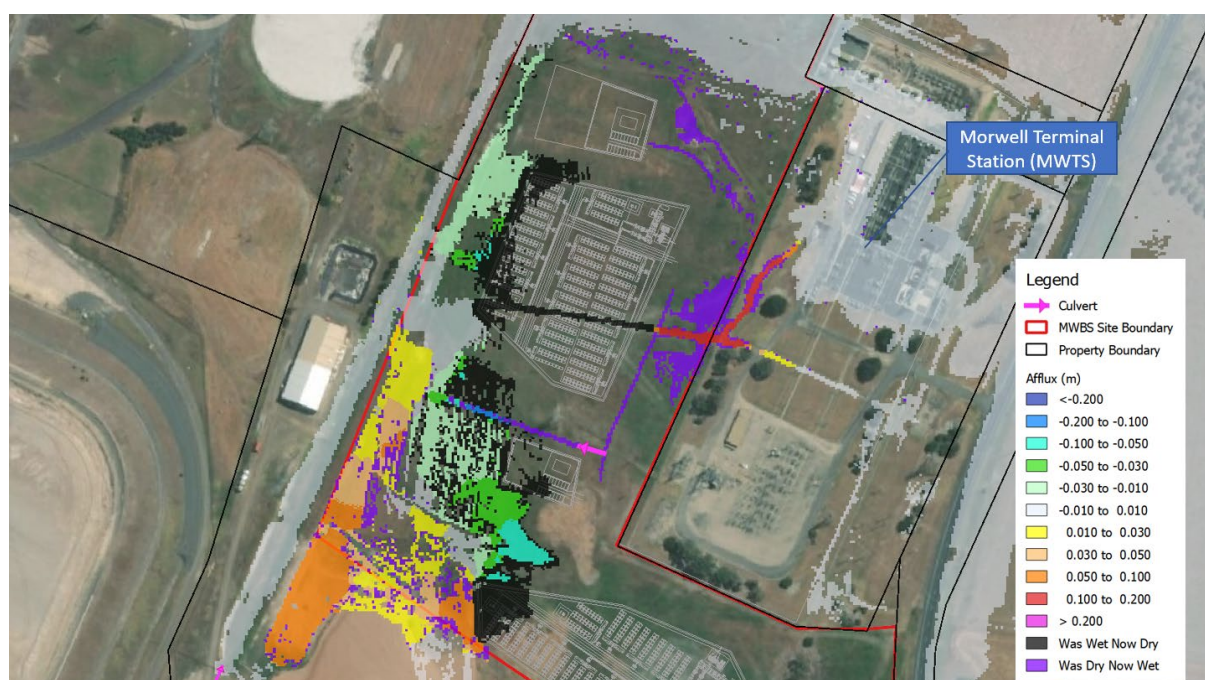 Morwell Terminal
Station (MWTS)
Legend
Culvert
MWBS Site Boundary
Property Boundary
Afflux (m)
<-0.200
-0.200 to -0.100
-0.100 to -0.050
-0.050 to -0.030
-0.030 to -0.010
-0.010 to 0.010
0.010 to 0.030
0.030 to 0.050
0.050 to 0.100
0.100 to 0.200
> 0.200
Was Wet Now Dry
Was Dry Now Wet